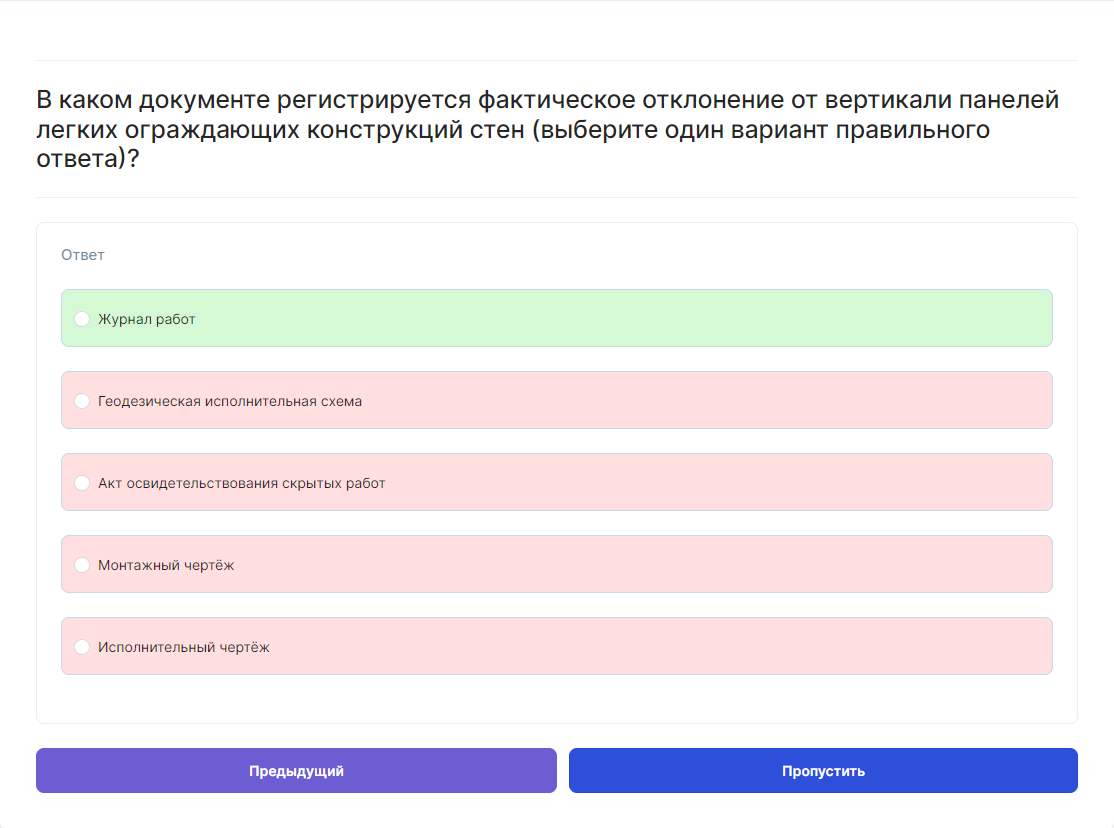 В каком документе регистрируется фактическое отклонение от вертикали панелей
легких ограждающих конструкций стен (выберите один вариант правильного
ответа)?
Ответ
Журнал работ
Геодезическая исполнительная схема
Акт освидетельствования скрытых работ
Монтажный чертёж
Исполнительный чертёж
Предыдущий
Пропустить